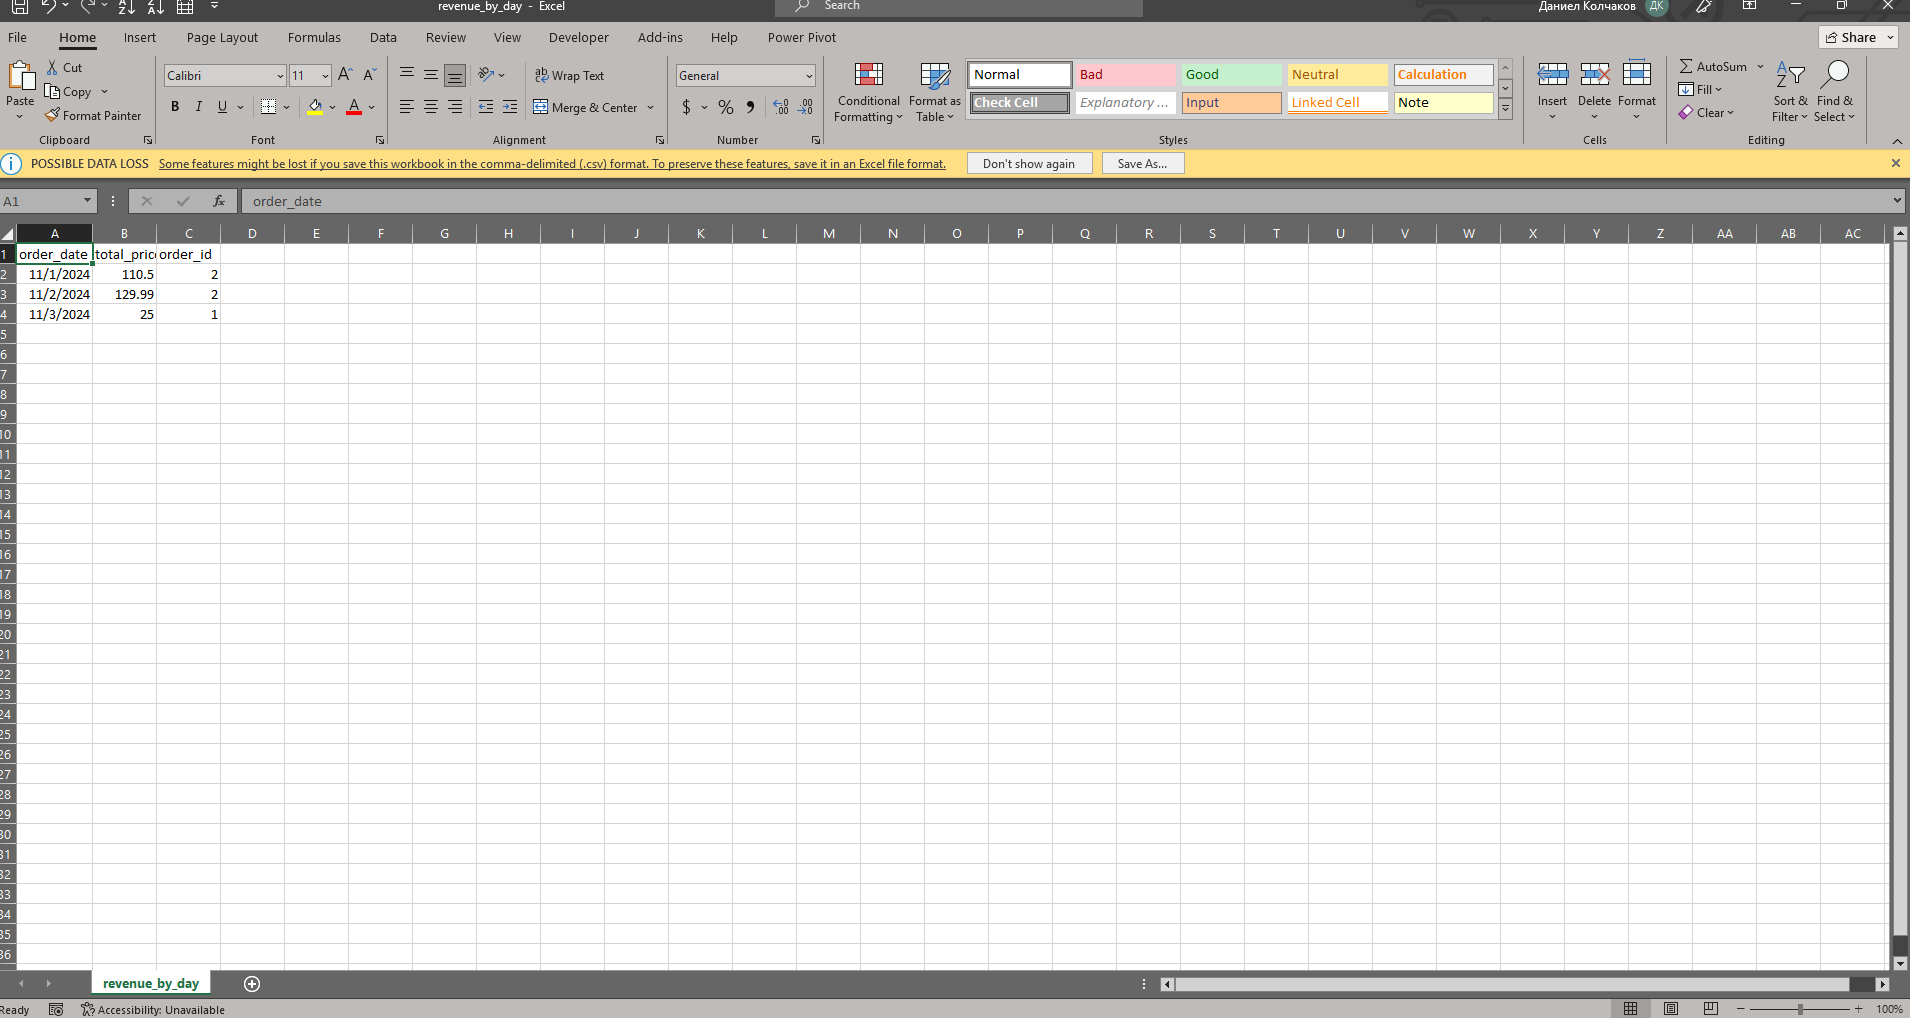 revenue_by_day - Excel
Search
Даниел Колчаков ДК
File Home Insert Page Layout Formulas Data Review View Developer Add-ins Help Power Pivot
Share
Paste
Cut
Copy
Format Painter
Clipboard
Calibri 11
B I U
Font
Wrap Text
Merge & Center
Alignment
General
$ %
Number
Conditional Formatting
Format as Table
Normal Bad Good Neutral Calculation
Check Cell Explanatory ... Input Linked Cell Note
Styles
Insert Delete Format
Cells
AutoSum
Fill
Clear
Sort & Filter
Find & Select
Editing
POSSIBLE DATA LOSS Some features might be lost if you save this workbook in the comma-delimited (.csv) format. To preserve these features, save it in an Excel file format. Don't show again Save As...
A1 fx order_date
A B C D E F G H I J K L M N O P Q R S T U V W X Y Z AA AB AC
1 order_date total_price order_id
2 11/1/2024 110.5 2
3 11/2/2024 129.99 2
4 11/3/2024 25 1
5
6
7
8
9
10
11
12
13
14
15
16
17
18
19
20
21
22
23
24
25
26
27
28
29
30
31
32
33
34
35
36
revenue_by_day
Ready Accessibility: Unavailable 100%